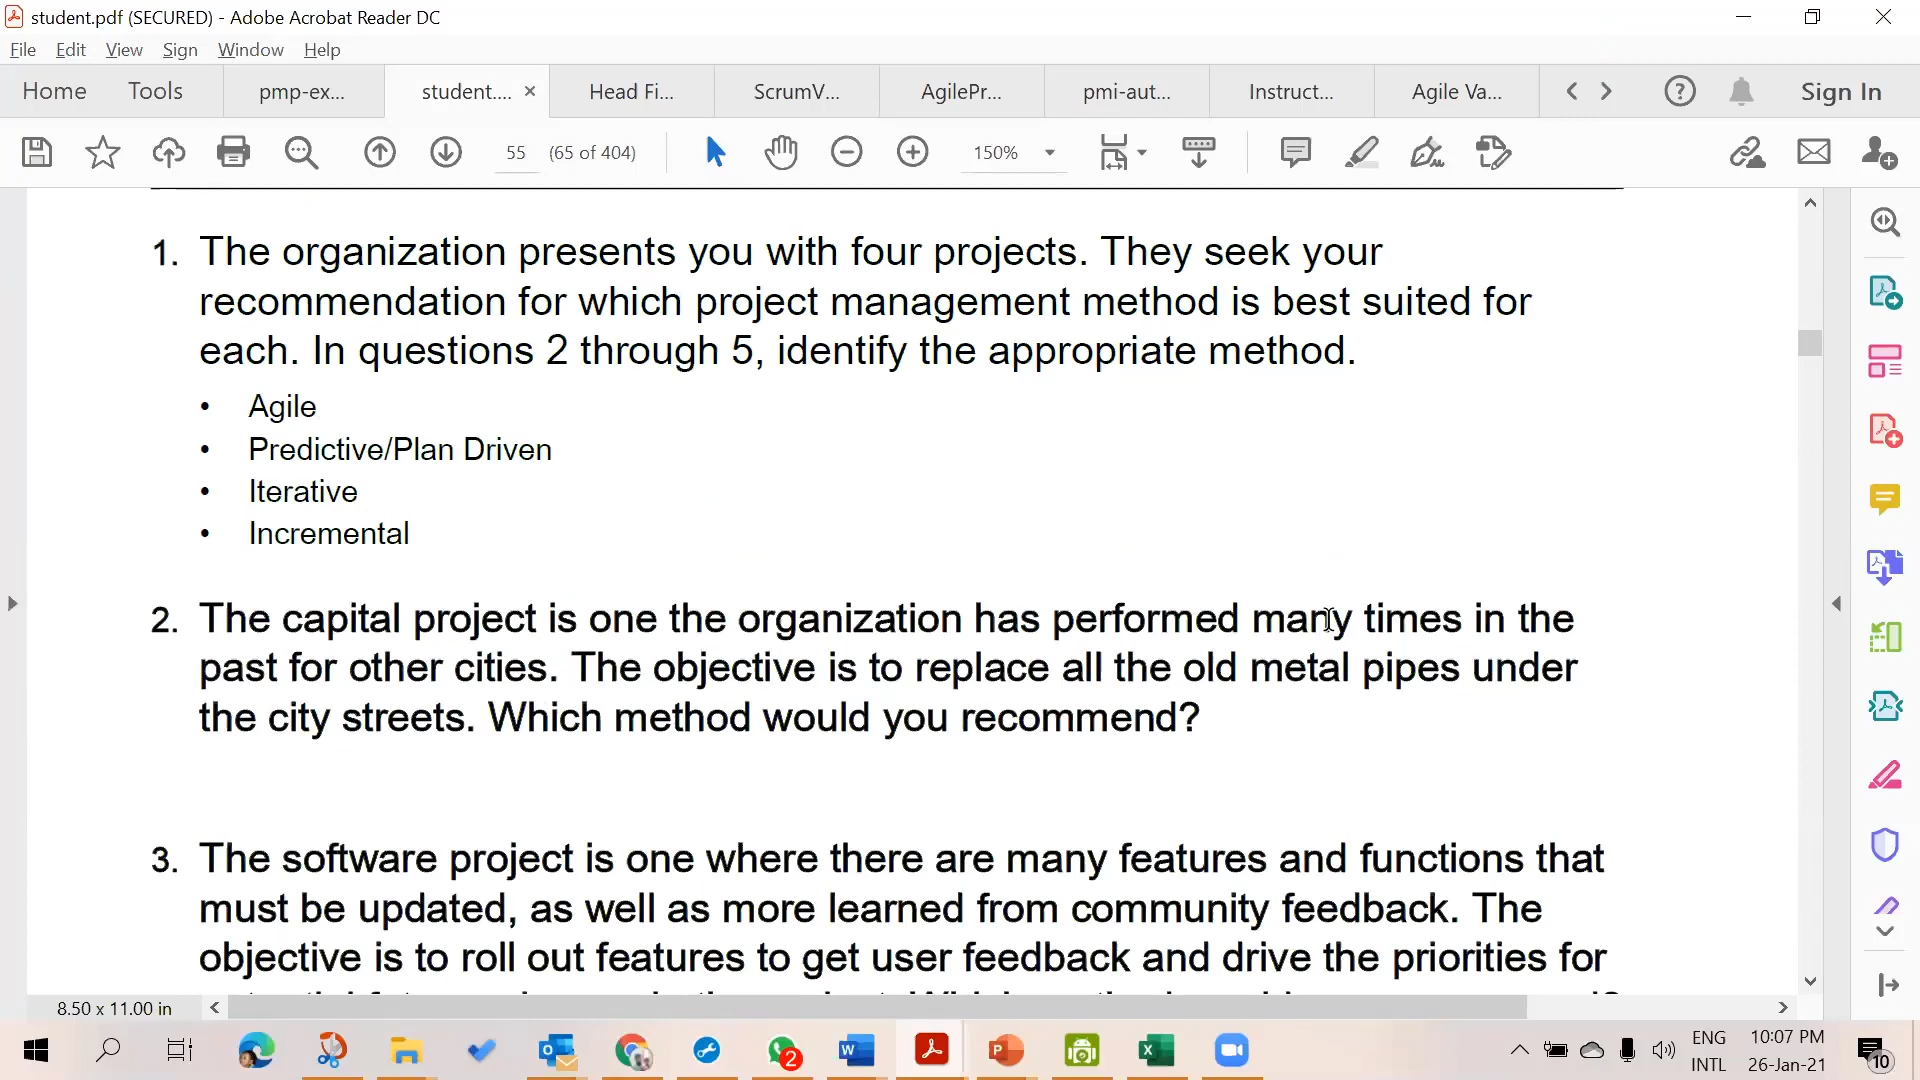 student.pdf (SECURED) - Adobe Acrobat Reader DC
File Edit View Sign Window Help
Home Tools pmp-ex... student.... Head Fi... ScrumV... AgilePr... pmi-aut... Instruct... Agile Va... Sign In
55 (65 of 404) 150%
1. The organization presents you with four projects. They seek your
recommendation for which project management method is best suited for
each. In questions 2 through 5, identify the appropriate method.
• Agile
• Predictive/Plan Driven
• Iterative
• Incremental
2. The capital project is one the organization has performed many times in the
past for other cities. The objective is to replace all the old metal pipes under
the city streets. Which method would you recommend?
3. The software project is one where there are many features and functions that
must be updated, as well as more learned from community feedback. The
objective is to roll out features to get user feedback and drive the priorities for
8.50 x 11.00 in
ENG 10:07 PM
INTL 26-Jan-21
2
10